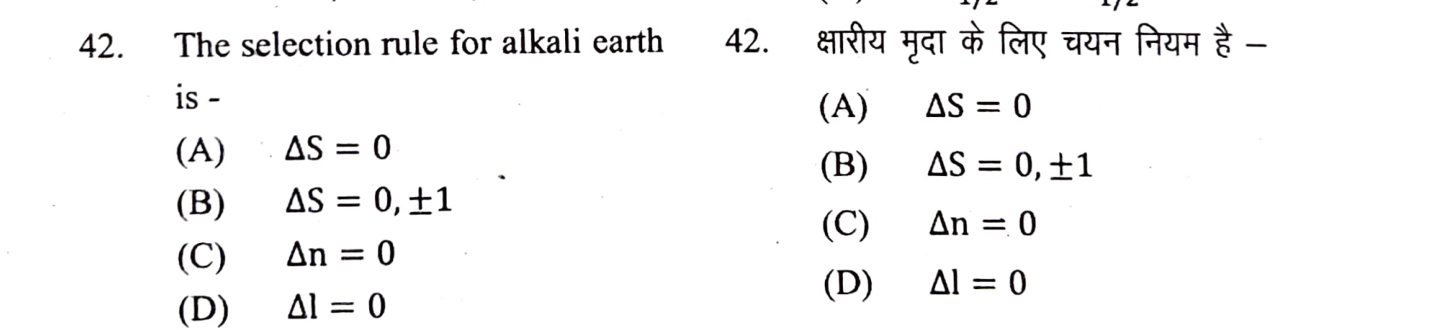 42. The selection rule for alkali earth
is -
(A) ΔS = 0
(B) ΔS = 0, ±1
(C) Δn = 0
(D) Δl = 0
42. क्षारीय मृदा के लिए चयन नियम है –
(A) ΔS = 0
(B) ΔS = 0, ±1
(C) Δn = 0
(D) Δl = 0